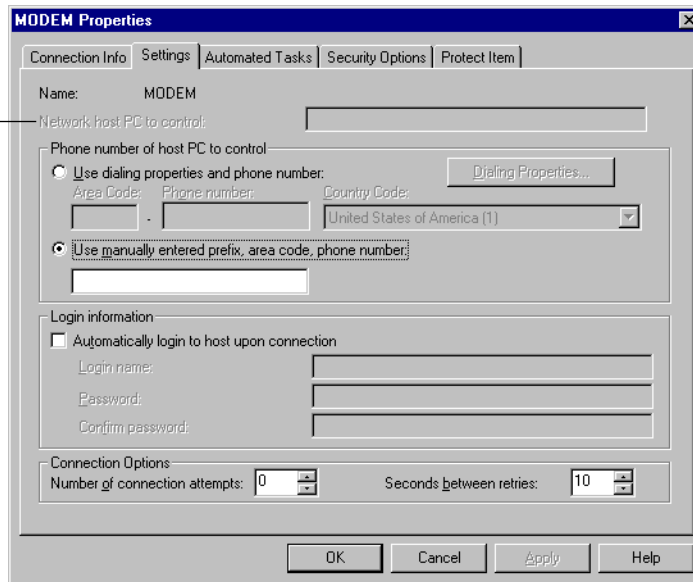 MODEM Properties
Connection Info Settings Automated Tasks Security Options Protect Item
Name: MODEM
Network host PC to control:
Phone number of host PC to control
Use dialing properties and phone number:
Dialing Properties...
Area Code: Phone number: Country Code:
- United States of America (1)
Use manually entered prefix, area code, phone number:
Login information
Automatically login to host upon connection
Login name:
Password:
Confirm password:
Connection Options
Number of connection attempts: 0 Seconds between retries: 10
OK Cancel Apply Help